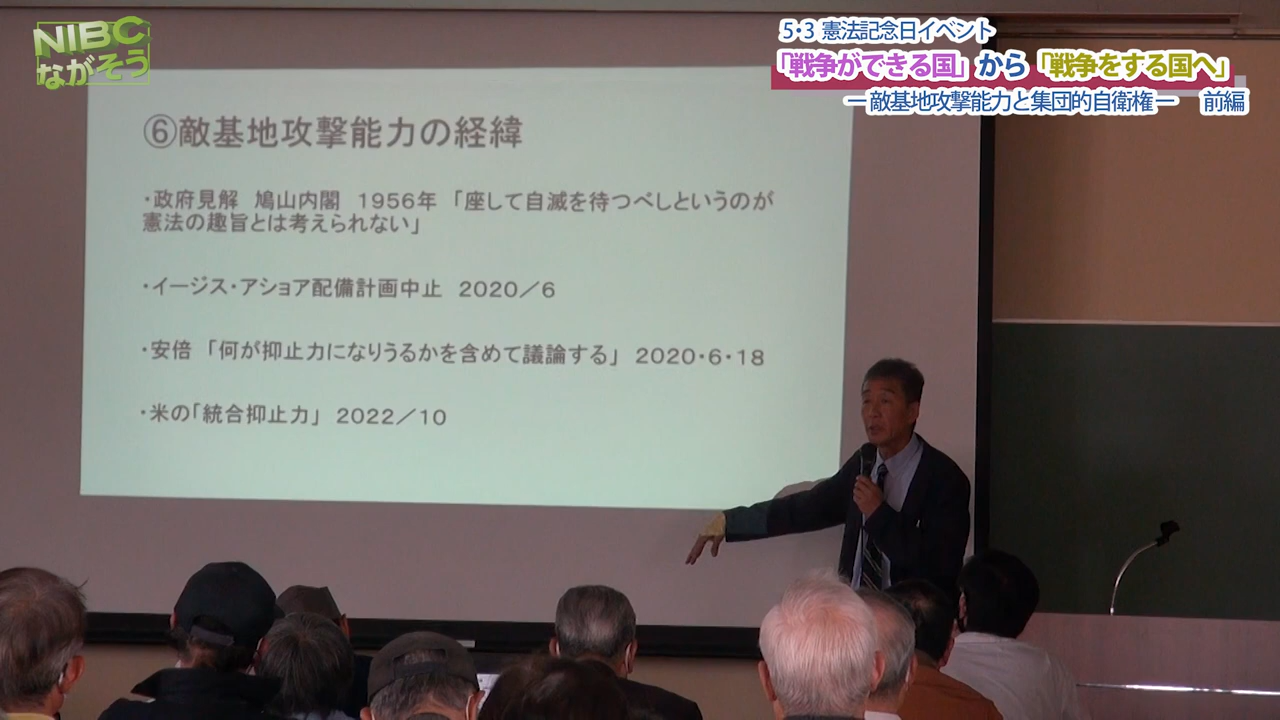 NIBC
ながそう
5・3 憲法記念日イベント
「戦争ができる国」から「戦争をする国へ」
― 敵基地攻撃能力と集団的自衛権 ― 前編
⑥敵基地攻撃能力の経緯
・政府見解 鳩山内閣 1956年 「座して自滅を待つべしというのが
憲法の趣旨とは考えられない」
・イージス・アショア配備計画中止 2020／6
・安倍 「何が抑止力になりうるかを含めて議論する」 2020・6・18
・米の「統合抑止力」 2022／10